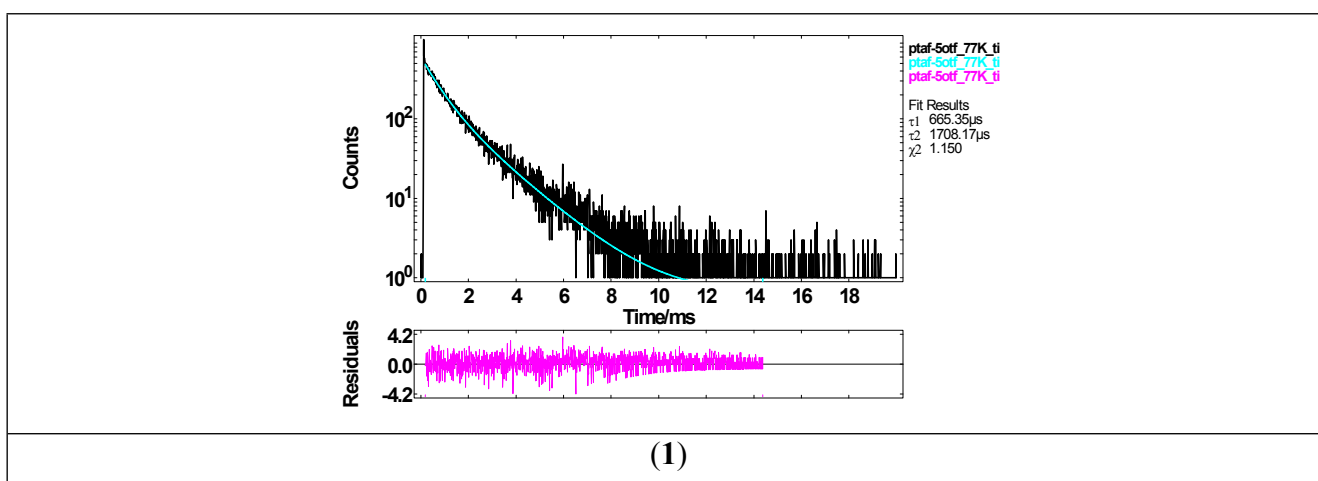 ptaf-5otf_77K_ti
ptaf-5otf_77K_ti
ptaf-5otf_77K_ti
Fit Results
τ1 665.35µs
τ2 1708.17µs
χ2 1.150
Counts
10²
10¹
10⁰
0 2 4 6 8 10 12 14 16 18
Time/ms
Residuals
4.2
0.0
-4.2
(1)